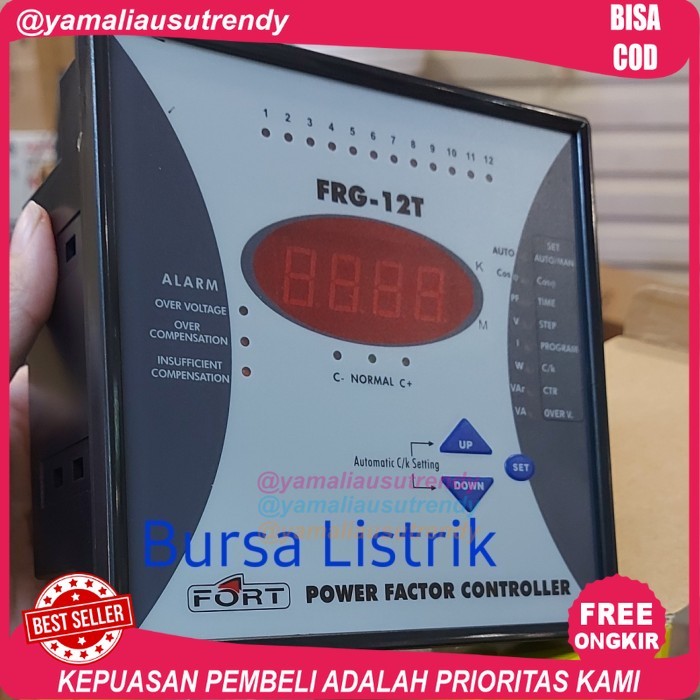 @yamaliausutrendy
BISA
COD
1 2 3 4 5 6 7 8 9 10 11 12
FRG-12T
ALARM
OVER VOLTAGE
OVER
COMPENSATION
INSUFFICIENT
COMPENSATION
K
M
C- NORMAL C+
AUTO SET
AUTO/MAN
Cos φ Cosφ
PF TIME
V STEP
I PROGRAM
W C/k
VAr CTR
VA OVER V.
UP
Automatic C/k Setting
SET
DOWN
@yamaliausutrendy
@yamaliausutrendy
@yamaliausutrendy
Bursa Listrik
FORT POWER FACTOR CONTROLLER
BEST SELLER
FREE
ONGKIR
KEPUASAN PEMBELI ADALAH PRIORITAS KAMI